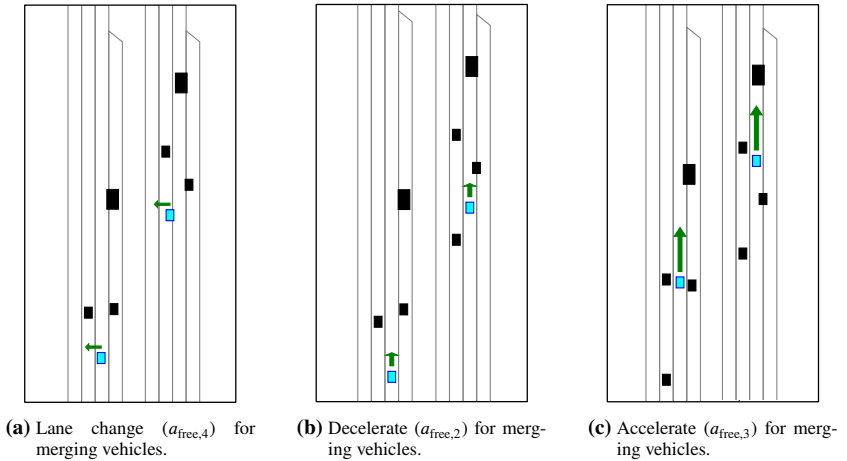 (a) Lane change (a_free,4) for
merging vehicles.
(b) Decelerate (a_free,2) for merg-
ing vehicles.
(c) Accelerate (a_free,3) for merg-
ing vehicles.